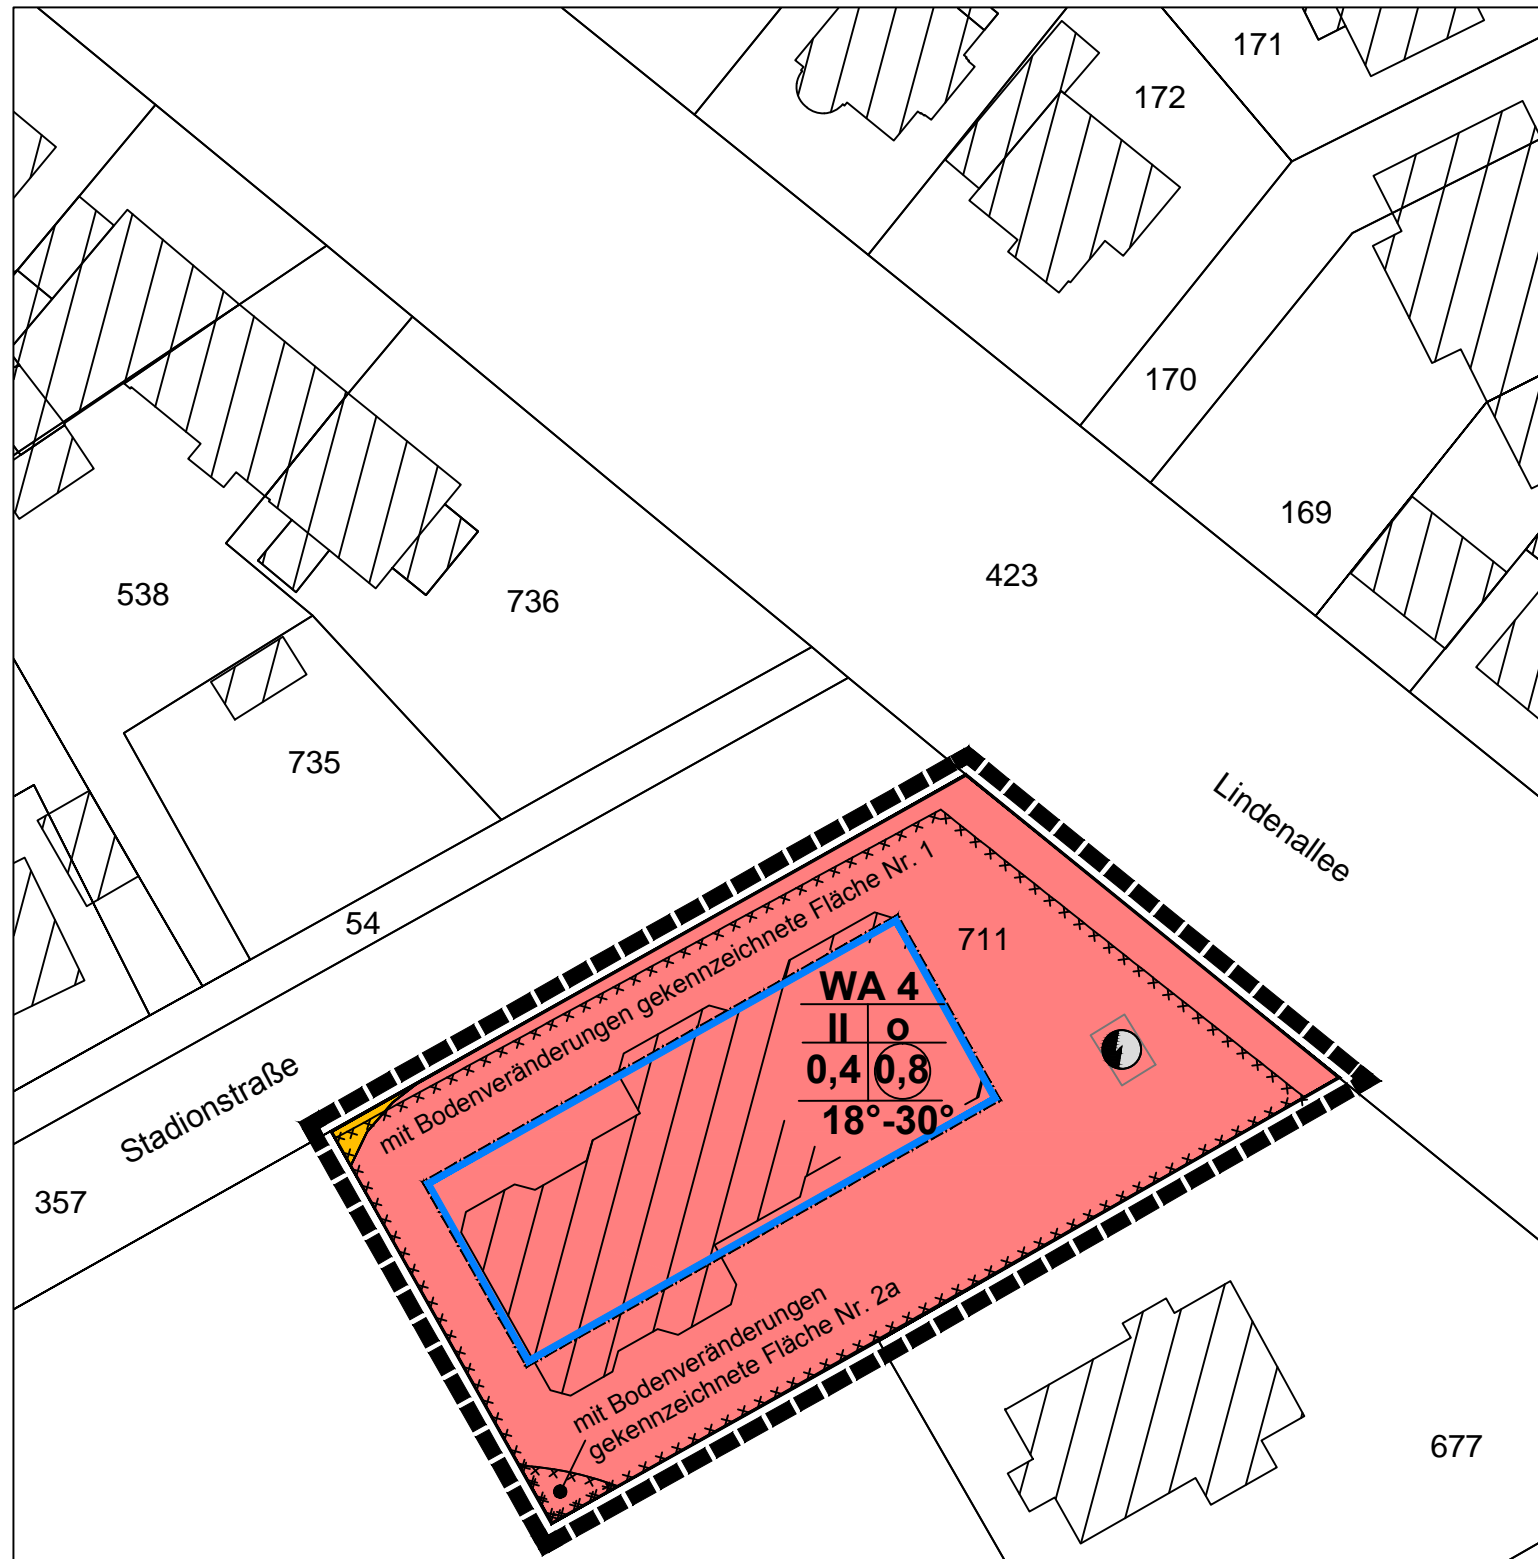 171
172
170
169
423
538
736
735
Lindenallee
54
mit Bodenveränderungen gekennzeichnete Fläche Nr. 1
711
WA 4
II o
0,4 0,8
18°-30°
Stadionstraße
357
mit Bodenveränderungen
gekennzeichnete Fläche Nr. 2a
677